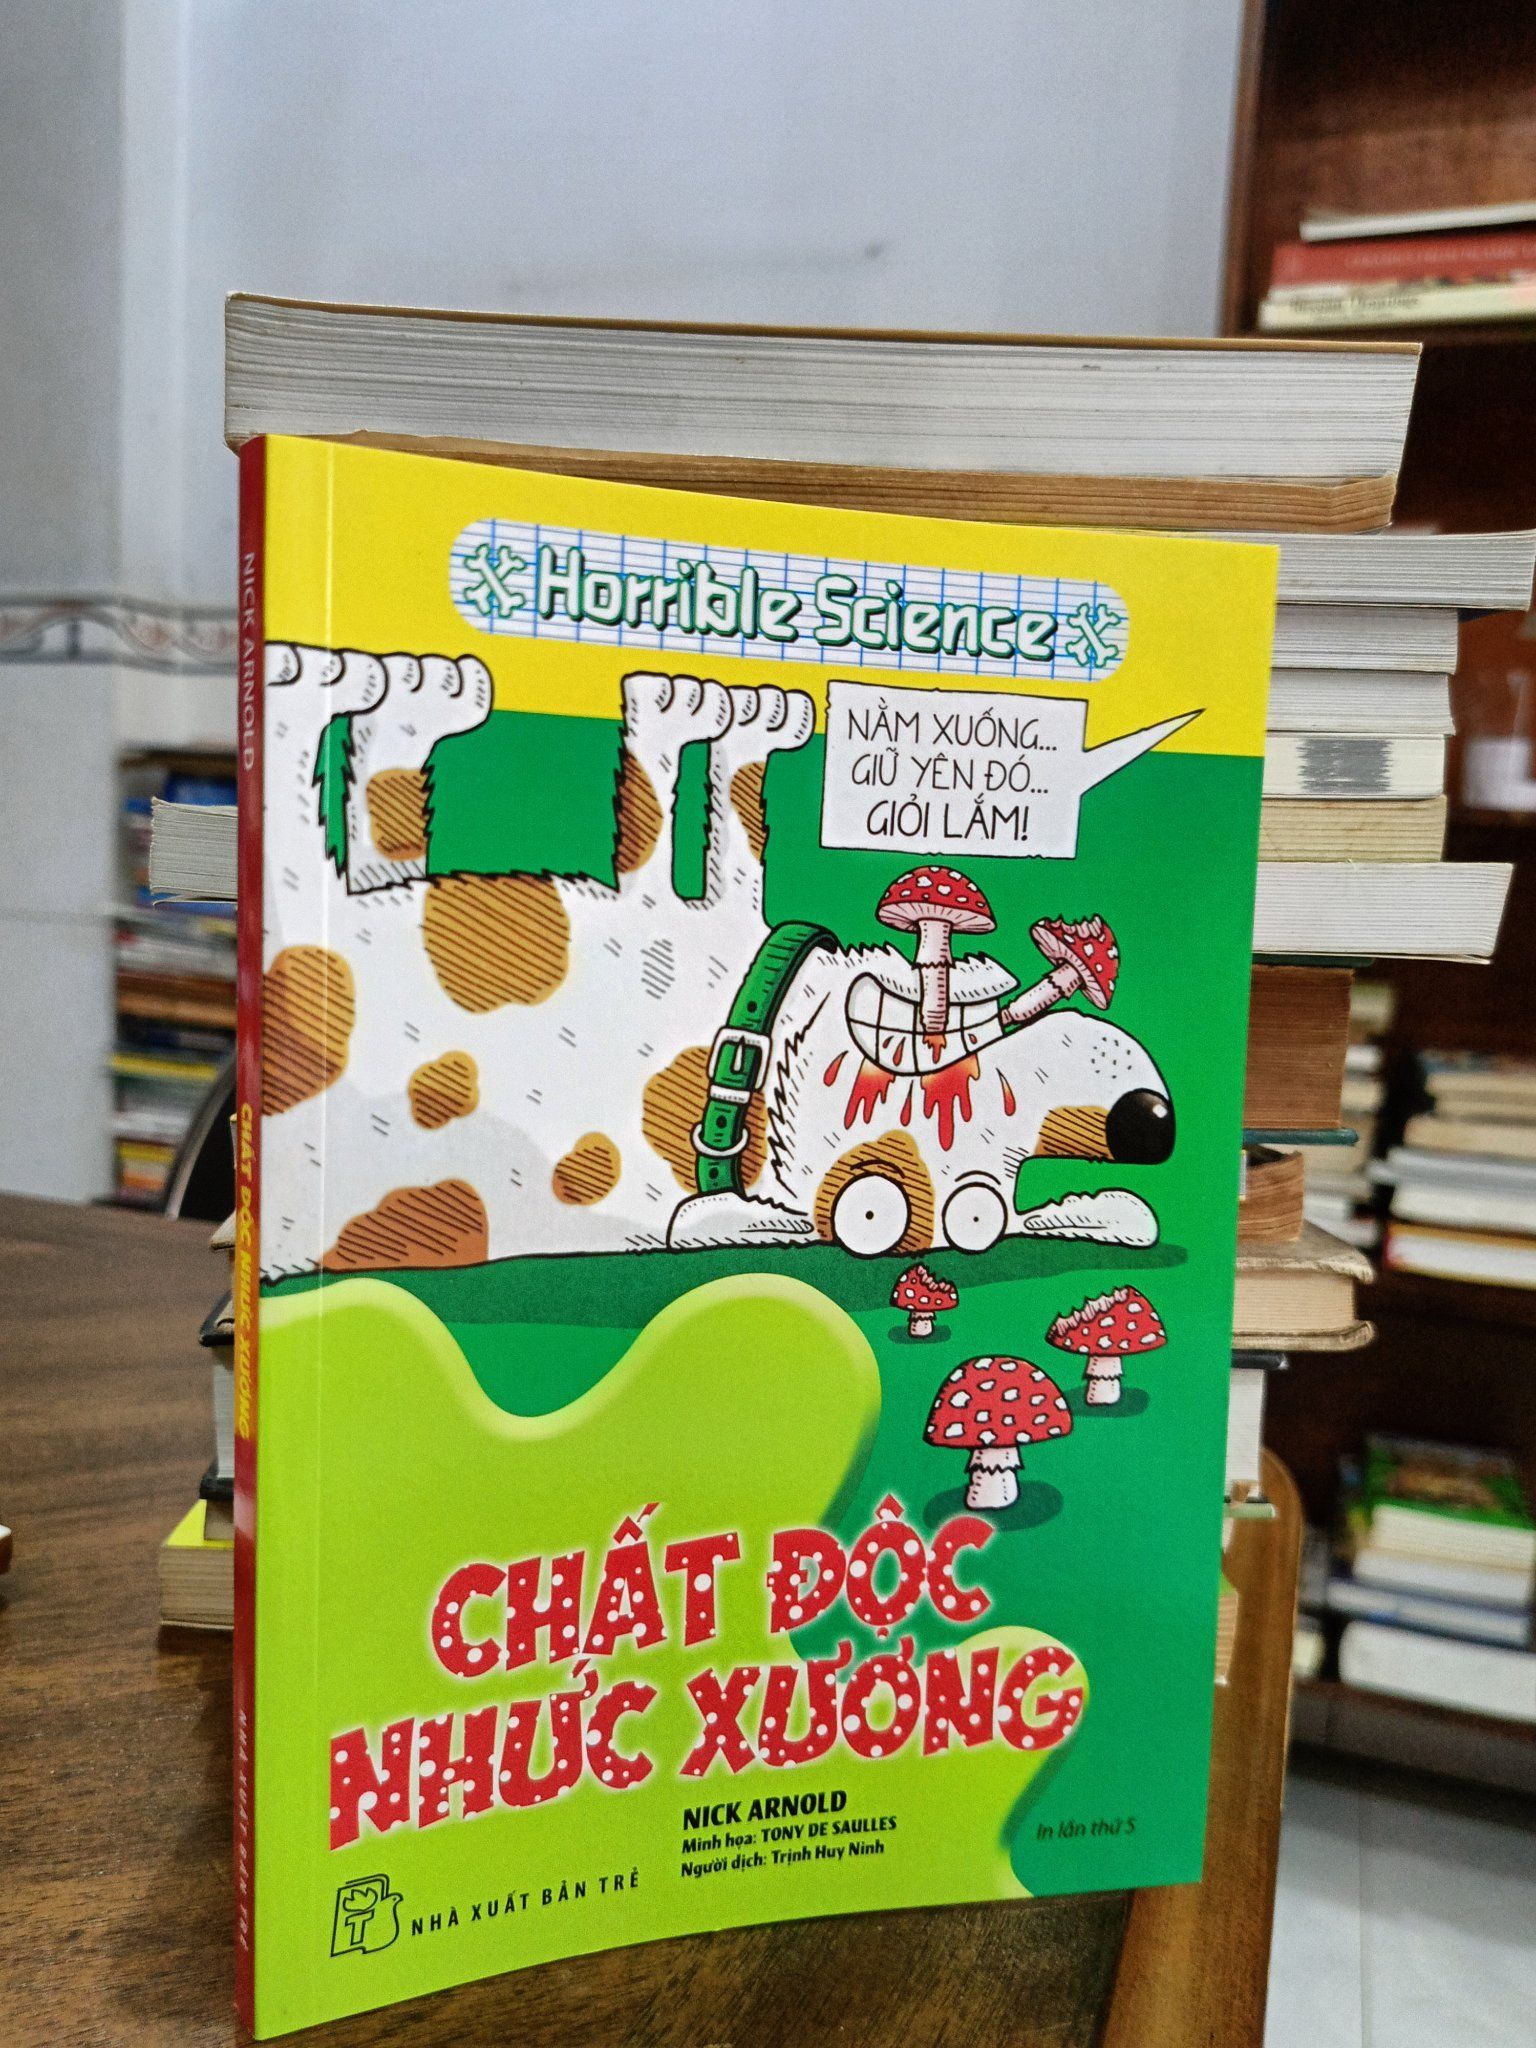 Horrible Science
NẰM XUỐNG...
GIỮ YÊN ĐÓ...
GIỎI LẮM!
CHẤT ĐỘC
NHỨC XƯƠNG
NICK ARNOLD
Minh họa: TONY DE SAULLES
Người dịch: Trịnh Huy Ninh
In lần thứ 5
NHÀ XUẤT BẢN TRẺ
NICK ARNOLD
CHẤT ĐỘC NHỨC XƯƠNG
NHÀ XUẤT BẢN TRẺ